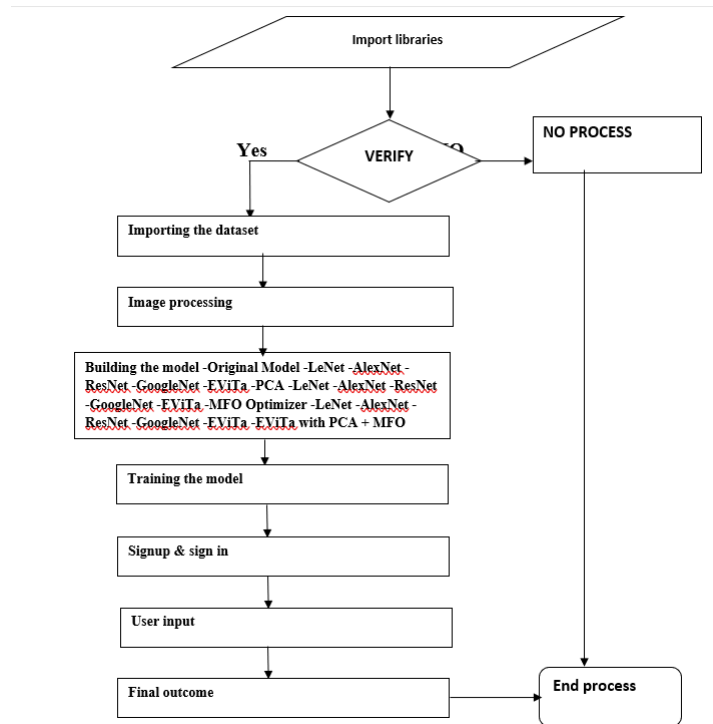 Import libraries
Yes
VERIFY
NO PROCESS
Importing the dataset
Image processing
Building the model -Original Model -LeNet -AlexNet -
ResNet -GoogleNet -EViTa -PCA -LeNet -AlexNet -ResNet
-GoogleNet -EViTa -MFO Optimizer -LeNet -AlexNet -
ResNet -GoogleNet -EViTa -EViTa with PCA + MFO
Training the model
Signup & sign in
User input
Final outcome
End process